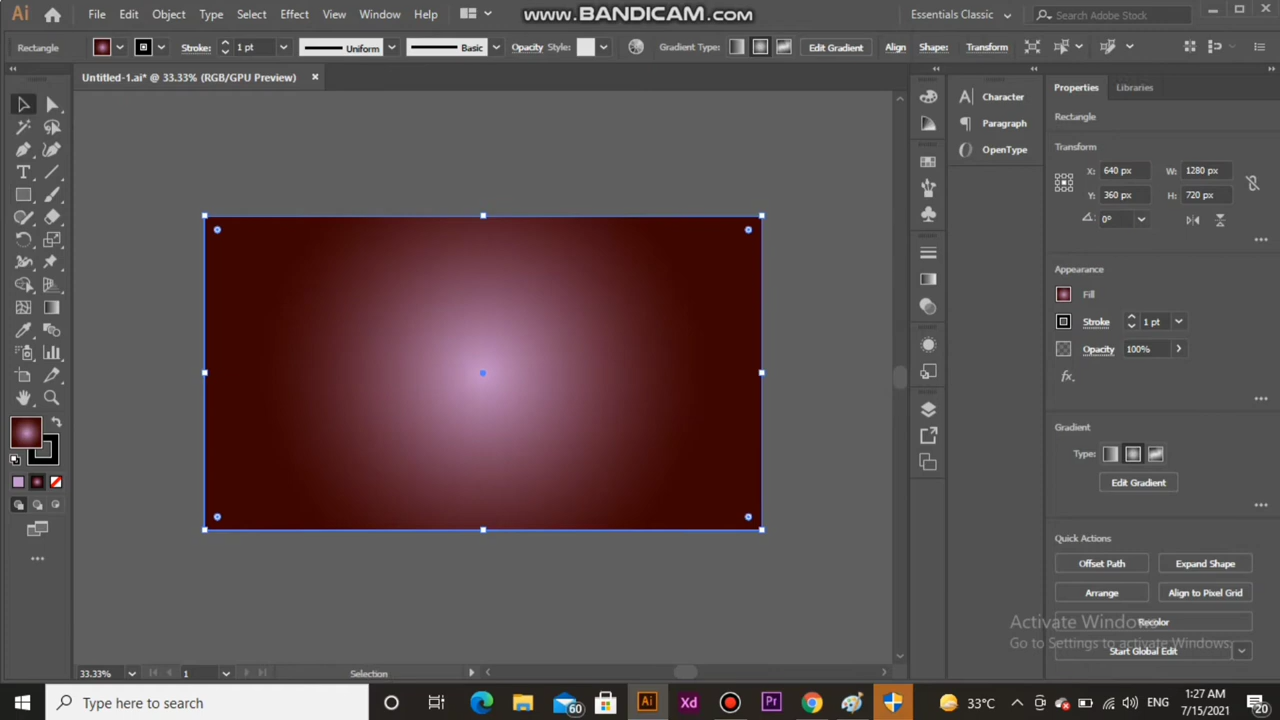 Ai File Edit Object Type Select Effect View Window Help www.BANDICAM.com Essentials Classic Search Adobe Stock
Rectangle Stroke: 1 pt Uniform Basic Opacity Style: Gradient Type: Edit Gradient Align Shape: Transform
Untitled-1.ai* @ 33.33% (RGB/GPU Preview) ×
Character
Paragraph
OpenType
Properties Libraries
Rectangle
Transform
X: 640 px W: 1280 px
Y: 360 px H: 720 px
0°
Appearance
Fill
Stroke 1 pt
Opacity 100%
fx.
Gradient
Type:
Edit Gradient
Quick Actions
Offset Path Expand Shape
Arrange Align to Pixel Grid
Recolor
Start Global Edit
Activate Windows
Go to Settings to activate Windows.
33.33% 1 Selection
Type here to search 60 Ai Xd Pr 33°C ENG 1:27 AM
7/15/2021 20